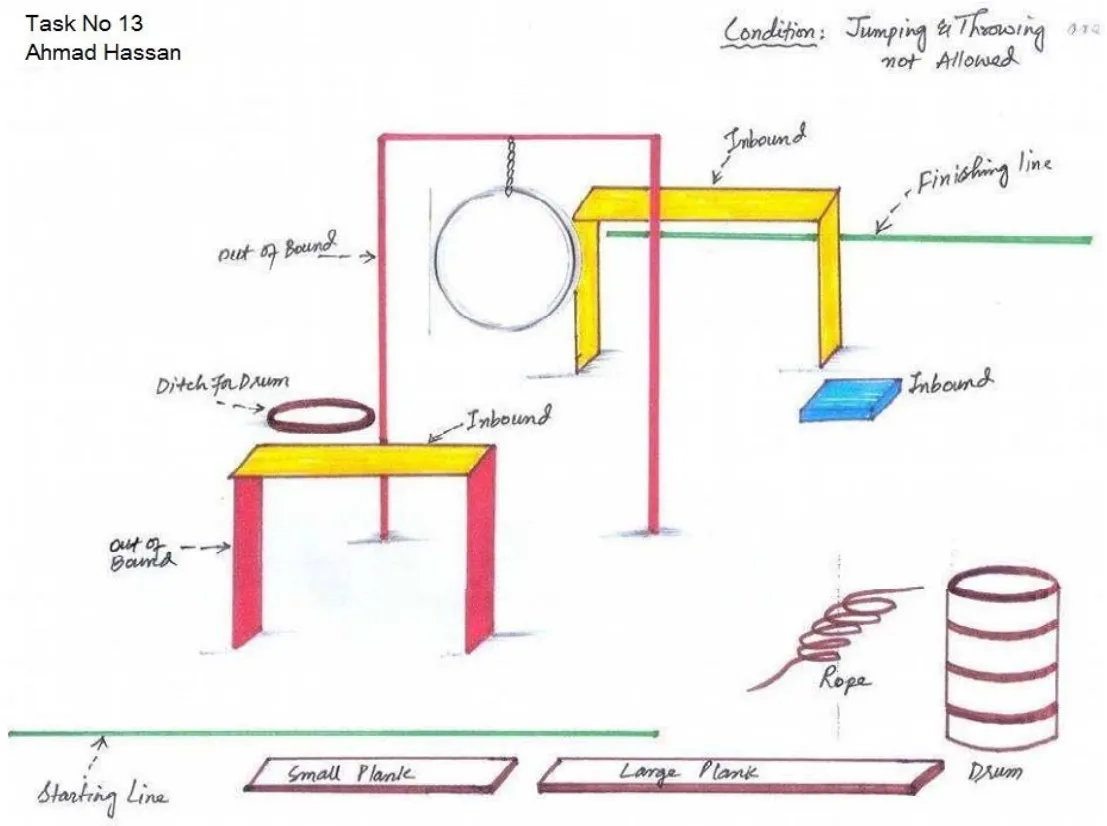 Task No 13
Ahmad Hassan
Condition: Jumping & Throwing are
not Allowed
Inbound
Finishing line
out of Bound
Ditch For Drum
Inbound
Inbound
out of
Bound
Rope
Small Plank
Large Plank
Drum
Starting Line